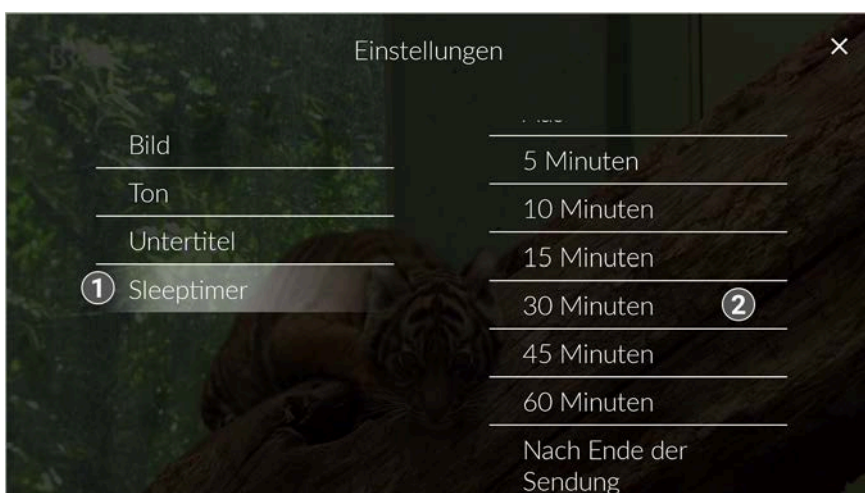 Einstellungen
Bild
Ton
Untertitel
1 Sleeptimer
5 Minuten
10 Minuten
15 Minuten
30 Minuten 2
45 Minuten
60 Minuten
Nach Ende der
Sendung